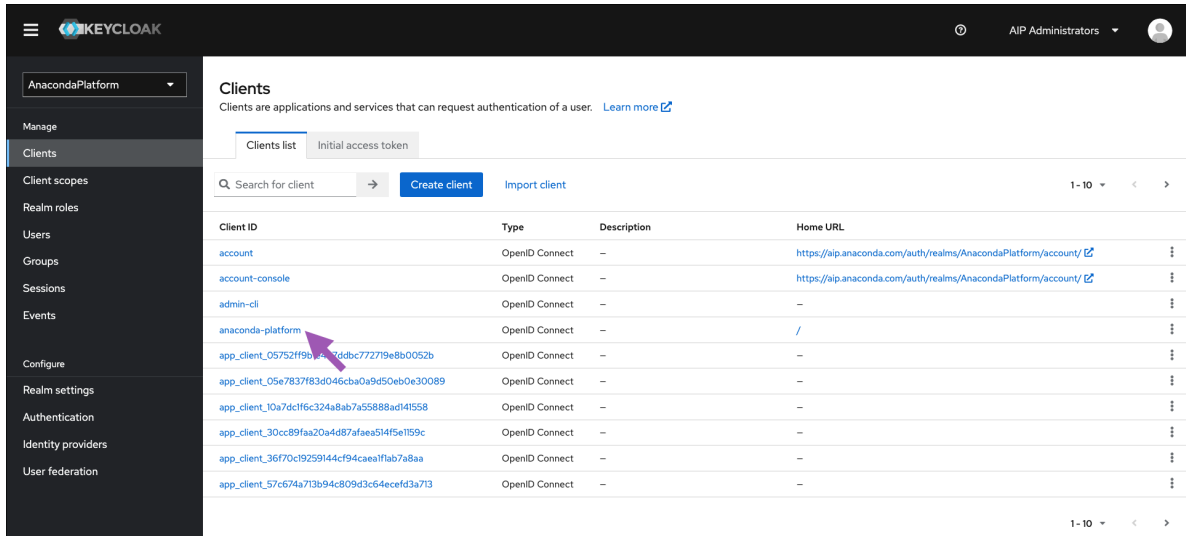 KEYCLOAK
AIP Administrators
AnacondaPlatform
Manage
Clients
Client scopes
Realm roles
Users
Groups
Sessions
Events
Configure
Realm settings
Authentication
Identity providers
User federation
Clients
Clients are applications and services that can request authentication of a user. Learn more
Clients list Initial access token
Search for client Create client Import client 1 - 10
Client ID Type Description Home URL
account OpenID Connect – https://aip.anaconda.com/auth/realms/AnacondaPlatform/account/
account-console OpenID Connect – https://aip.anaconda.com/auth/realms/AnacondaPlatform/account/
admin-cli OpenID Connect – –
anaconda-platform OpenID Connect – /
OpenID Connect – –
app_client_05e7837f83d046cba0a9d50eb0e30089 OpenID Connect – –
app_client_10a7dc1f6c324a8ab7a55888ad141558 OpenID Connect – –
app_client_30cc89faa20a4d87afaea514f5e1159c OpenID Connect – –
app_client_36f70c19259144cf94caea1f1ab7a8aa OpenID Connect – –
app_client_57c674a713b94c809d3c64ecefd3a713 OpenID Connect – –
1 - 10